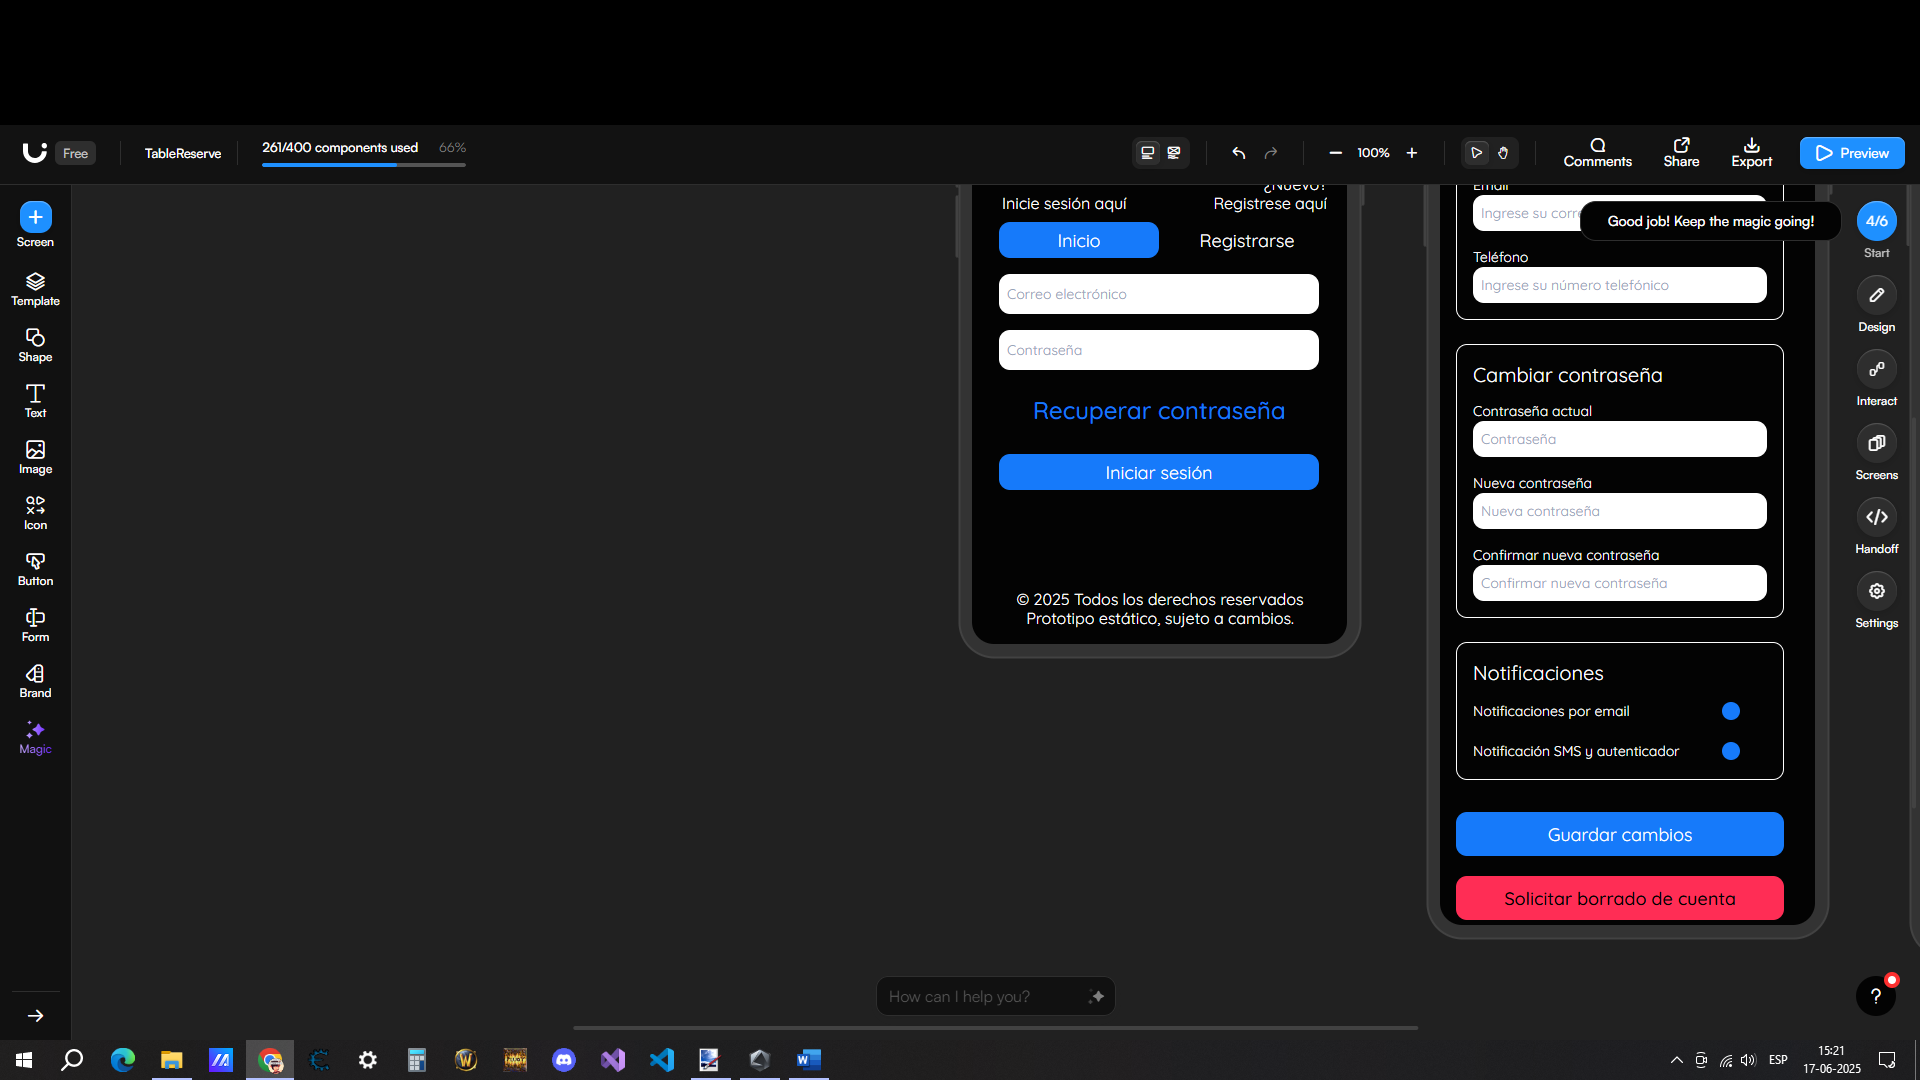 Free
TableReserve
261/400 components used
66%
100%
Comments
Share
Export
Preview
Screen
Template
Shape
Text
Image
Icon
Button
Form
Brand
Magic
¿Nuevo?
Inicie sesión aquí
Registrese aquí
Inicio
Registrarse
Correo electrónico
Contraseña
Recuperar contraseña
Iniciar sesión
© 2025 Todos los derechos reservados
Prototipo estático, sujeto a cambios.
Email
Ingrese su corre
Good job! Keep the magic going!
Teléfono
Ingrese su número telefónico
Cambiar contraseña
Contraseña actual
Contraseña
Nueva contraseña
Nueva contraseña
Confirmar nueva contraseña
Confirmar nueva contraseña
Notificaciones
Notificaciones por email
Notificación SMS y autenticador
Guardar cambios
Solicitar borrado de cuenta
4/6
Start
Design
Interact
Screens
Handoff
Settings
How can I help you?
?
ESP
15:21
17-06-2025